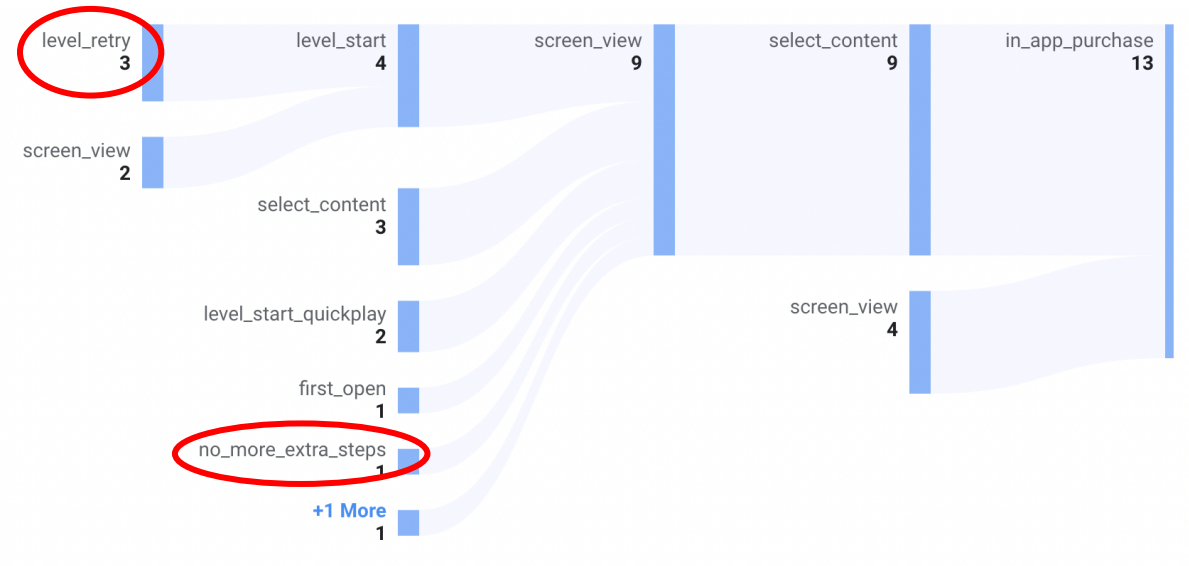 level_retry
3
screen_view
2
level_start
4
select_content
3
level_start_quickplay
2
first_open
1
no_more_extra_steps
1
+1 More
1
screen_view
9
select_content
9
screen_view
4
in_app_purchase
13